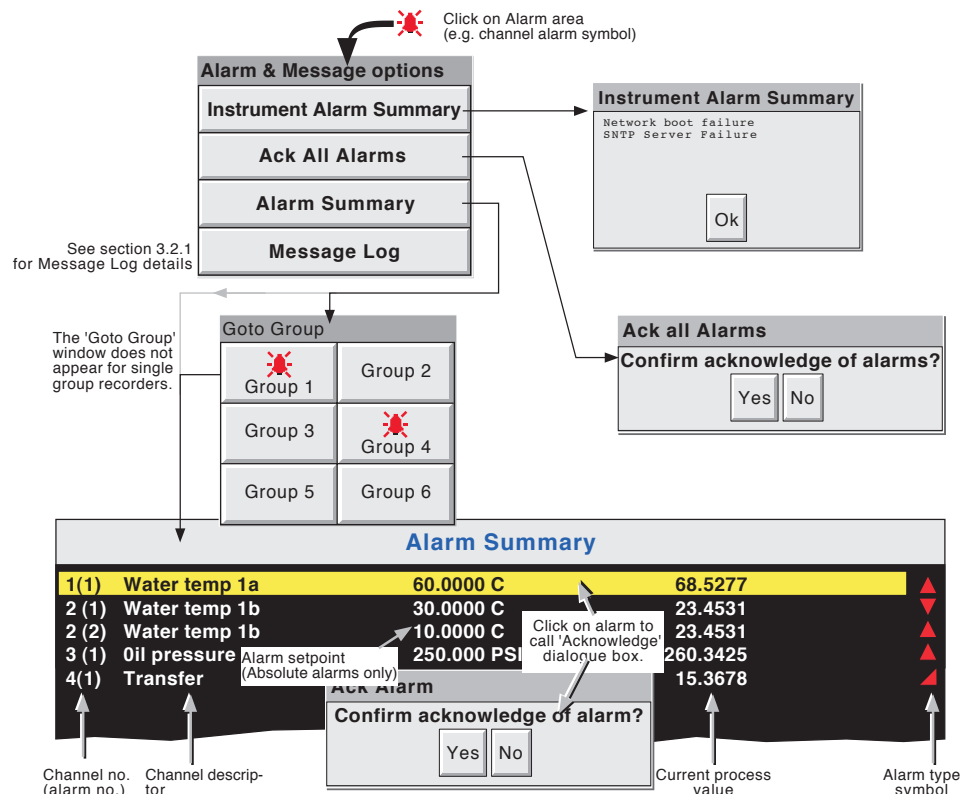 Click on Alarm area
(e.g. channel alarm symbol)
Alarm & Message options
Instrument Alarm Summary
Ack All Alarms
Alarm Summary
Message Log
See section 3.2.1
for Message Log details
Instrument Alarm Summary
Network boot failure
SNTP Server Failure
Ok
The 'Goto Group'
window does not
appear for single
group recorders.
Goto Group
Group 1
Group 2
Group 3
Group 4
Group 5
Group 6
Ack all Alarms
Confirm acknowledge of alarms?
Yes No
Alarm Summary
1(1) Water temp 1a 60.0000 C 68.5277
2 (1) Water temp 1b 30.0000 C 23.4531
2 (2) Water temp 1b 10.0000 C 23.4531
3 (1) 0il pressure 250.000 PSI 260.3425
4(1) Transfer 15.3678
Click on alarm to
call 'Acknowledge'
dialogue box.
Alarm setpoint
(Absolute alarms only)
Ack Alarm
Confirm acknowledge of alarm?
Yes No
Channel no.
(alarm no.)
Channel descrip-
tor
Current process
value
Alarm type
symbol